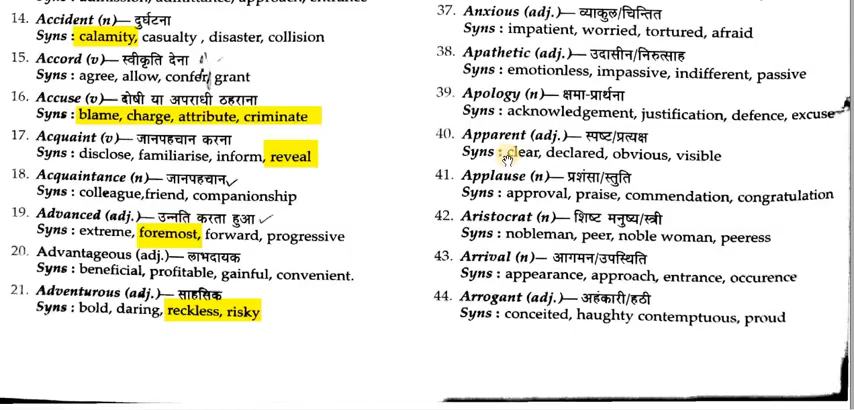 14. Accident (n)— दुर्घटना
Syns : calamity, casualty , disaster, collision
15. Accord (v)— स्वीकृति देना
Syns : agree, allow, confer, grant
16. Accuse (v)— दोषी या अपराधी ठहराना
Syns : blame, charge, attribute, criminate
17. Acquaint (v)— जानपहचान करना
Syns : disclose, familiarise, inform, reveal
18. Acquaintance (n)— जानपहचान
Syns : colleague,friend, companionship
19. Advanced (adj.)— उन्नति करता हुआ
Syns : extreme, foremost, forward, progressive
20. Advantageous (adj.)— लाभदायक
Syns : beneficial, profitable, gainful, convenient.
21. Adventurous (adj.)— साहसिक
Syns : bold, daring, reckless, risky
37. Anxious (adj.)— व्याकुल/चिन्तित
Syns : impatient, worried, tortured, afraid
38. Apathetic (adj.)— उदासीन/निरुत्साह
Syns : emotionless, impassive, indifferent, passive
39. Apology (n)— क्षमा-प्रार्थना
Syns : acknowledgement, justification, defence, excuse
40. Apparent (adj.)— स्पष्ट/प्रत्यक्ष
Syns : clear, declared, obvious, visible
41. Applause (n)— प्रशंसा/स्तुति
Syns : approval, praise, commendation, congratulation
42. Aristocrat (n)— शिष्ट मनुष्य/स्त्री
Syns : nobleman, peer, noble woman, peeress
43. Arrival (n)— आगमन/उपस्थिति
Syns : appearance, approach, entrance, occurence
44. Arrogant (adj.)— अहंकारी/हठी
Syns : conceited, haughty contemptuous, proud